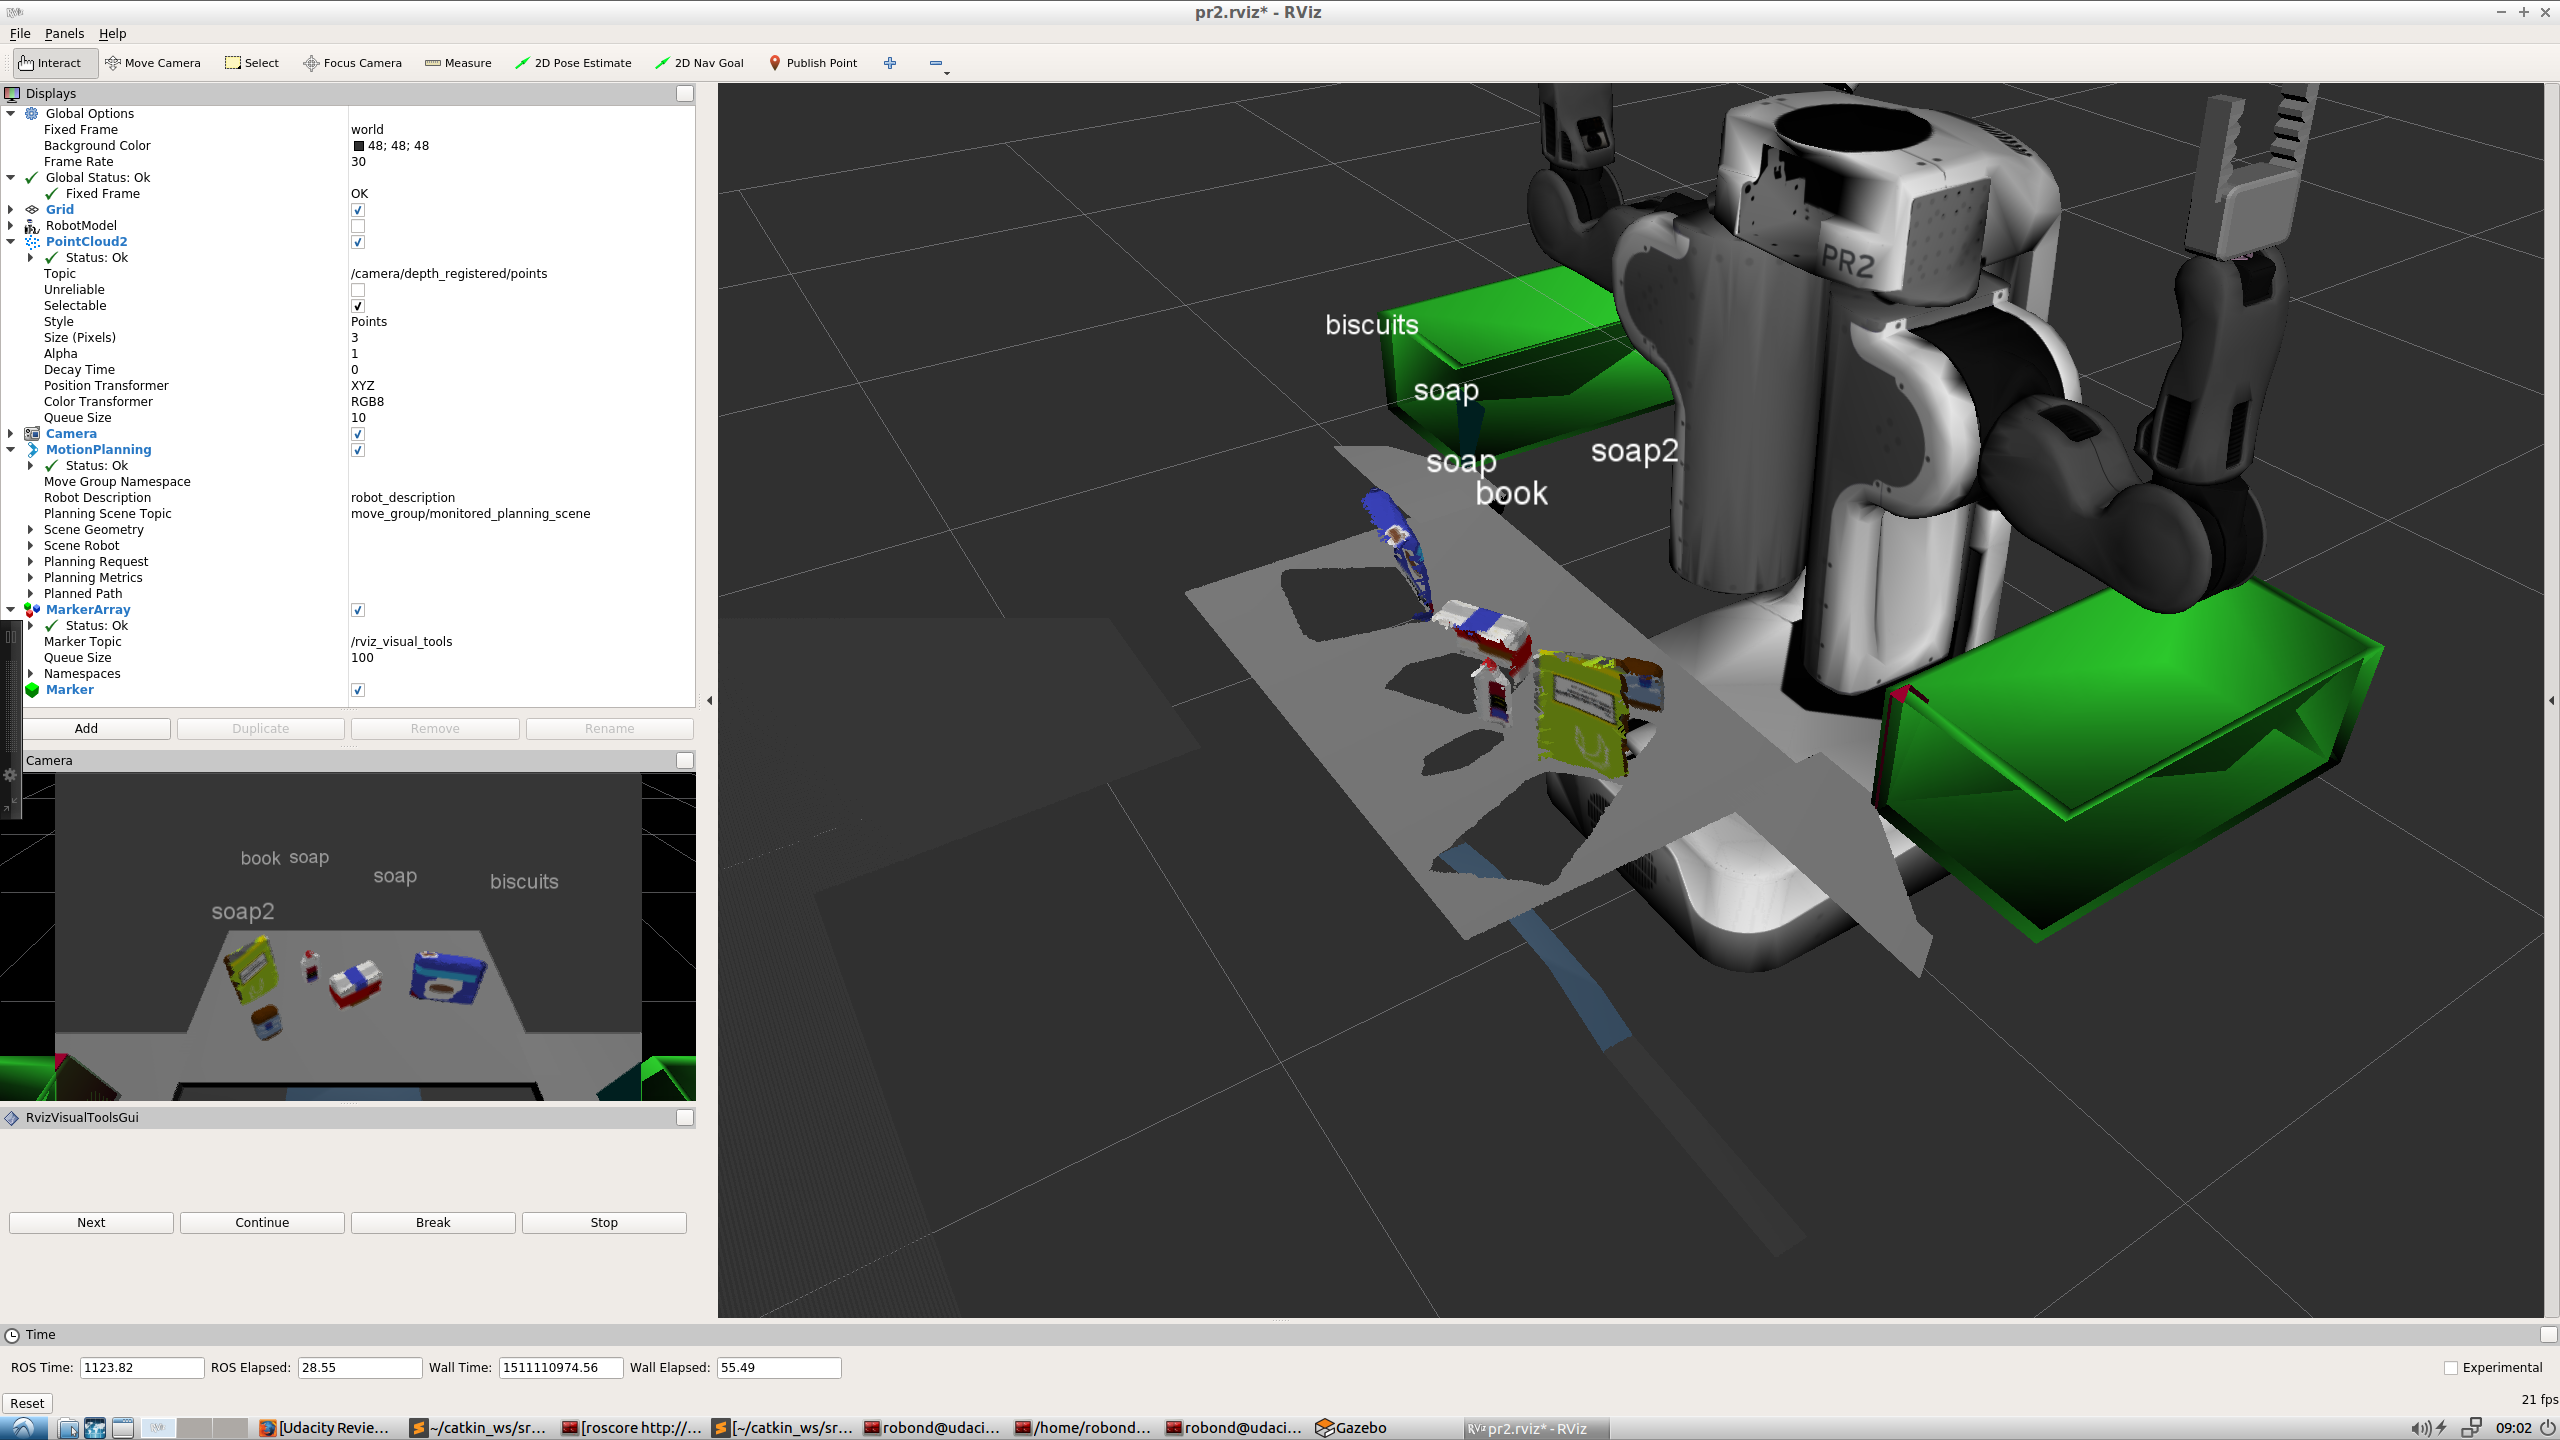 pr2.rviz* - RViz
File Panels Help
Interact Move Camera Select Focus Camera Measure 2D Pose Estimate 2D Nav Goal Publish Point
Displays
Global Options
Fixed Frame world
Background Color 48; 48; 48
Frame Rate 30
Global Status: Ok
Fixed Frame OK
Grid
RobotModel
PointCloud2
Status: Ok
Topic /camera/depth_registered/points
Unreliable
Selectable
Style Points
Size (Pixels) 3
Alpha 1
Decay Time 0
Position Transformer XYZ
Color Transformer RGB8
Queue Size 10
Camera
MotionPlanning
Status: Ok
Move Group Namespace
Robot Description robot_description
Planning Scene Topic move_group/monitored_planning_scene
Scene Geometry
Scene Robot
Planning Request
Planning Metrics
Planned Path
MarkerArray
Status: Ok
Marker Topic /rviz_visual_tools
Queue Size 100
Namespaces
Marker
Add Duplicate Remove Rename
Camera
book soap
soap
biscuits
soap2
RvizVisualToolsGui
Next Continue Break Stop
PR2
biscuits
soap
soap2
soap
book
Time
ROS Time: 1123.82 ROS Elapsed: 28.55 Wall Time: 1511110974.56 Wall Elapsed: 55.49 Experimental
Reset 21 fps
[Udacity Revie... ~/catkin_ws/sr... [roscore http://... [~/catkin_ws/sr... robond@udaci... /home/robond... robond@udaci... Gazebo pr2.rviz* - RViz 09:02